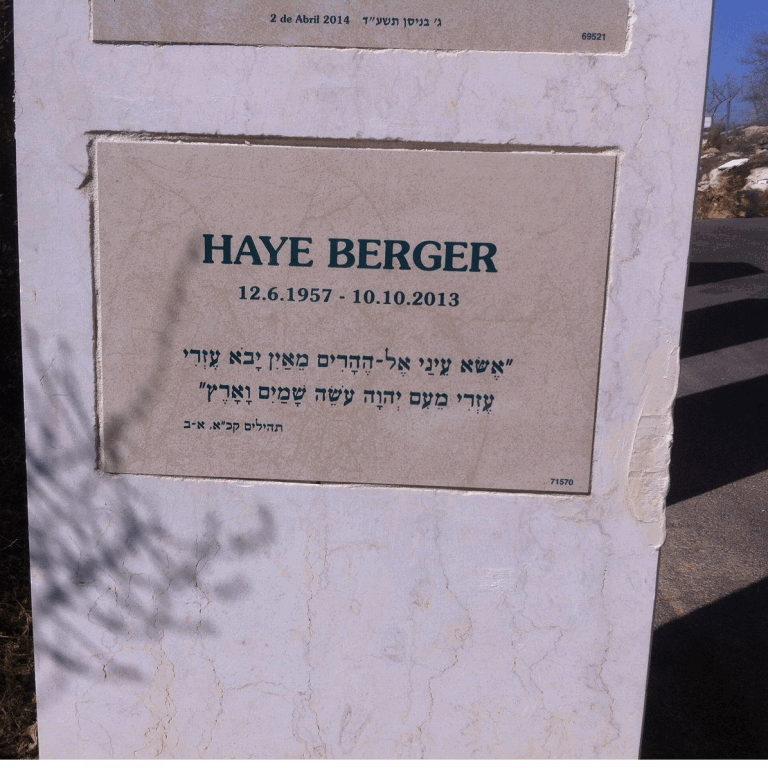 2 de Abril 2014 ג׳ בניסן תשע״ד
69521
HAYE BERGER
12.6.1957 - 10.10.2013
״אֶשָּׂא עֵינַי אֶל-הֶהָרִים מֵאַיִן יָבֹא עֶזְרִי
עֶזְרִי מֵעִם יְהוָה עֹשֵׂה שָׁמַיִם וָאָרֶץ״
תהילים קכ״א, א-ב
71570